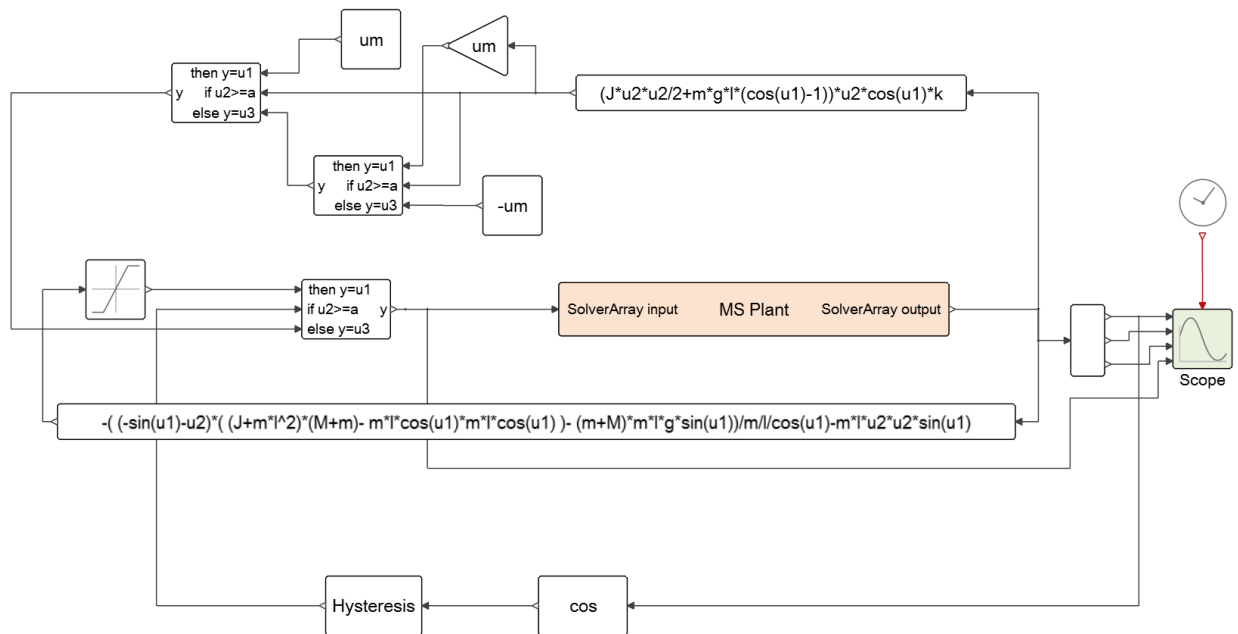 um
um
then y=u1
y if u2>=a
else y=u3
(J*u2*u2/2+m*g*l*(cos(u1)-1))*u2*cos(u1)*k
then y=u1
y if u2>=a
else y=u3
-um
then y=u1
if u2>=a y
else y=u3
SolverArray input MS Plant SolverArray output
Scope
-( (-sin(u1)-u2)*( (J+m*l^2)*(M+m)- m*l*cos(u1)*m*l*cos(u1) )- (m+M)*m*l*g*sin(u1))/m/l/cos(u1)-m*l*u2*u2*sin(u1)
Hysteresis
cos